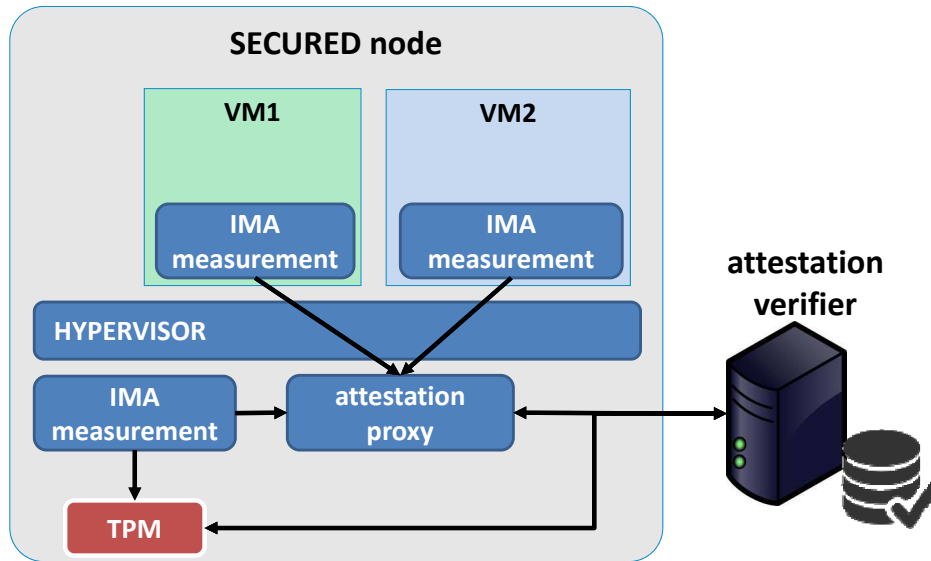 SECURED node
VM1
VM2
IMA
measurement
IMA
measurement
attestation
verifier
HYPERVISOR
IMA
measurement
attestation
proxy
TPM